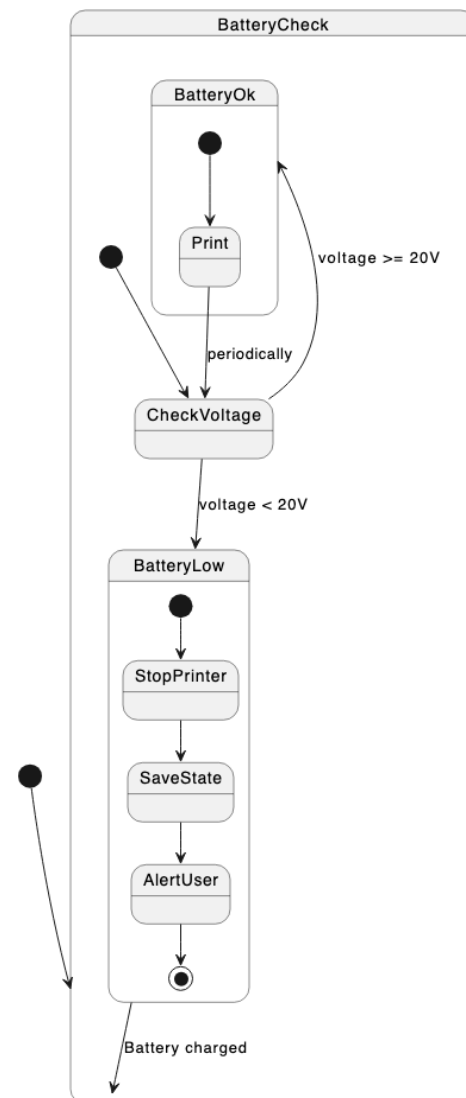 BatteryCheck
BatteryOk
Print
voltage >= 20V
periodically
CheckVoltage
voltage < 20V
BatteryLow
StopPrinter
SaveState
AlertUser
Battery charged